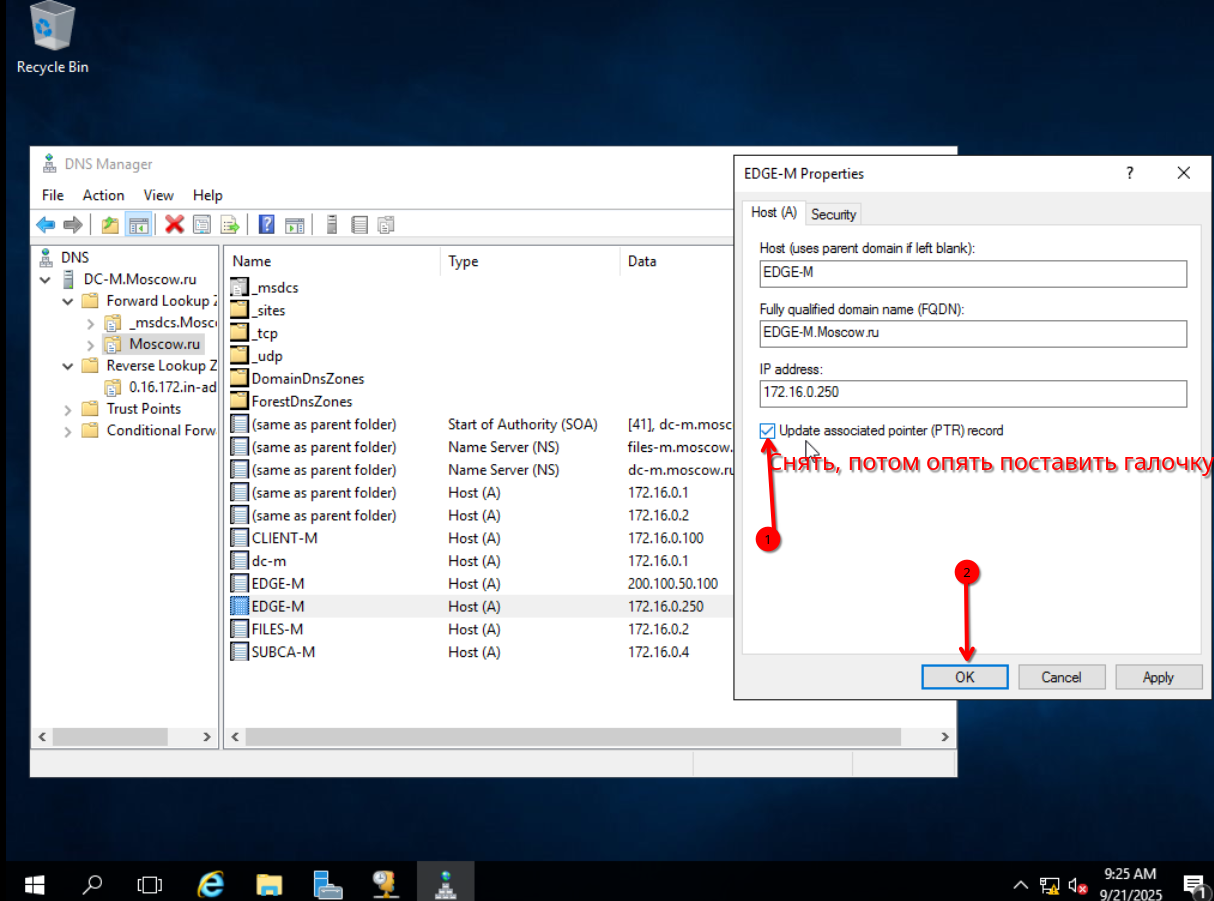 Recycle Bin
DNS Manager
File Action View Help
DNS
DC-M.Moscow.ru
Forward Lookup Z
_msdcs.Mosc
Moscow.ru
Reverse Lookup Z
0.16.172.in-ad
Trust Points
Conditional Forw
Name Type Data
_msdcs
_sites
_tcp
_udp
DomainDnsZones
ForestDnsZones
(same as parent folder) Start of Authority (SOA) [41], dc-m.mosc
(same as parent folder) Name Server (NS) files-m.moscow.
(same as parent folder) Name Server (NS) dc-m.moscow.ru
(same as parent folder) Host (A) 172.16.0.1
(same as parent folder) Host (A) 172.16.0.2
CLIENT-M Host (A) 172.16.0.100
dc-m Host (A) 172.16.0.1
EDGE-M Host (A) 200.100.50.100
EDGE-M Host (A) 172.16.0.250
FILES-M Host (A) 172.16.0.2
SUBCA-M Host (A) 172.16.0.4
EDGE-M Properties ?
Host (A) Security
Host (uses parent domain if left blank):
EDGE-M
Fully qualified domain name (FQDN):
EDGE-M.Moscow.ru
IP address:
172.16.0.250
Update associated pointer (PTR) record
Снять, потом опять поставить галочку
1
2
OK Cancel Apply
9:25 AM
9/21/2025
1